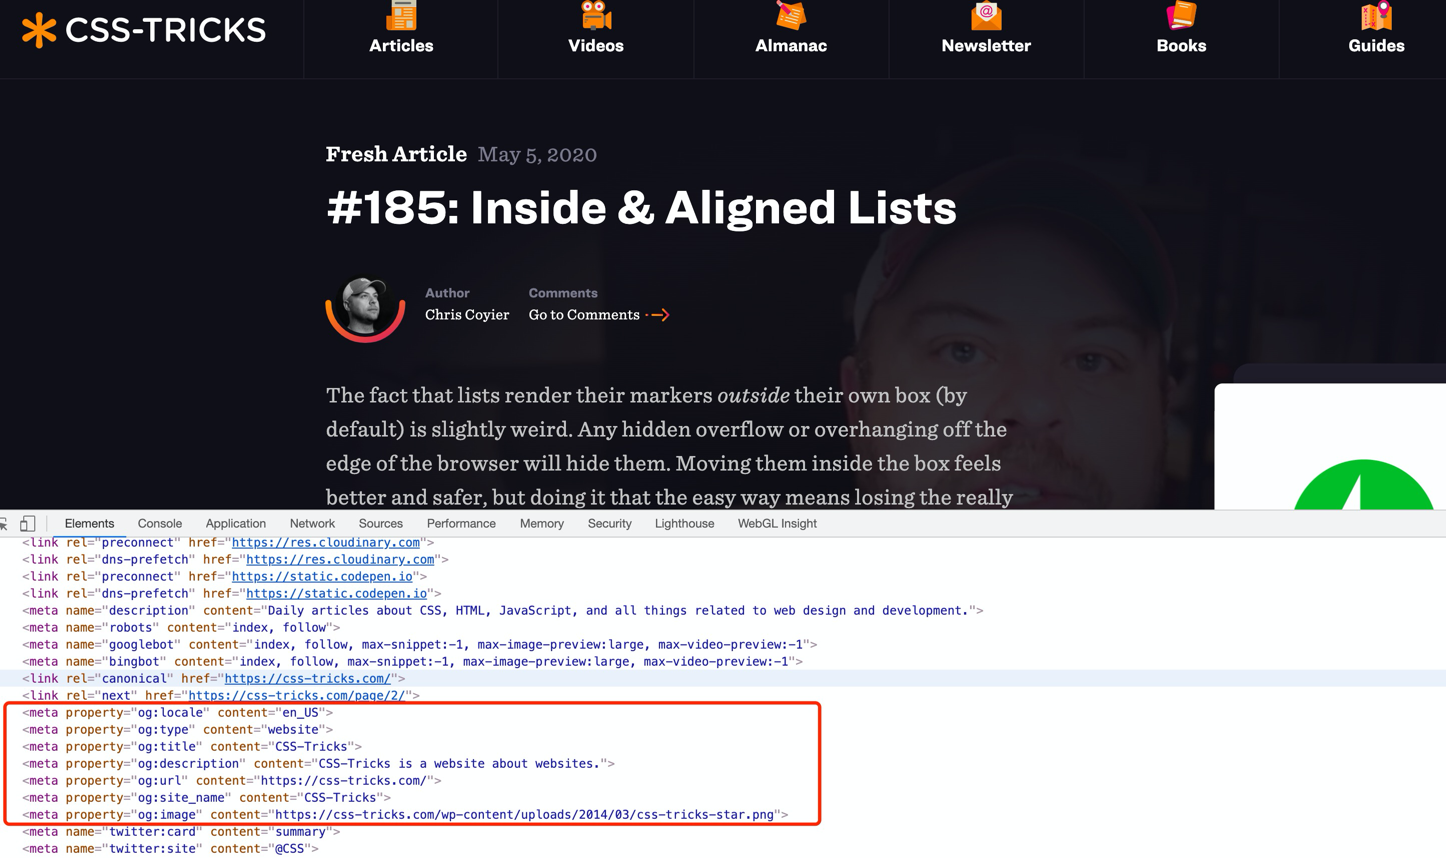 CSS-TRICKS
Articles
Videos
Almanac
Newsletter
Books
Guides
Fresh Article May 5, 2020
#185: Inside & Aligned Lists
Author
Chris Coyier
Comments
Go to Comments
The fact that lists render their markers outside their own box (by
default) is slightly weird. Any hidden overflow or overhanging off the
edge of the browser will hide them. Moving them inside the box feels
better and safer, but doing it that the easy way means losing the really
Elements Console Application Network Sources Performance Memory Security Lighthouse WebGL Insight
<link rel="preconnect" href="https://res.cloudinary.com">
<link rel="dns-prefetch" href="https://res.cloudinary.com">
<link rel="preconnect" href="https://static.codepen.io">
<link rel="dns-prefetch" href="https://static.codepen.io">
<meta name="description" content="Daily articles about CSS, HTML, JavaScript, and all things related to web design and development.">
<meta name="robots" content="index, follow">
<meta name="googlebot" content="index, follow, max-snippet:-1, max-image-preview:large, max-video-preview:-1">
<meta name="bingbot" content="index, follow, max-snippet:-1, max-image-preview:large, max-video-preview:-1">
<link rel="canonical" href="https://css-tricks.com/">
<link rel="next" href="https://css-tricks.com/page/2/">
<meta property="og:locale" content="en_US">
<meta property="og:type" content="website">
<meta property="og:title" content="CSS-Tricks">
<meta property="og:description" content="CSS-Tricks is a website about websites.">
<meta property="og:url" content="https://css-tricks.com/">
<meta property="og:site_name" content="CSS-Tricks">
<meta property="og:image" content="https://css-tricks.com/wp-content/uploads/2014/03/css-tricks-star.png">
<meta name="twitter:card" content="summary">
<meta name="twitter:site" content="@CSS">